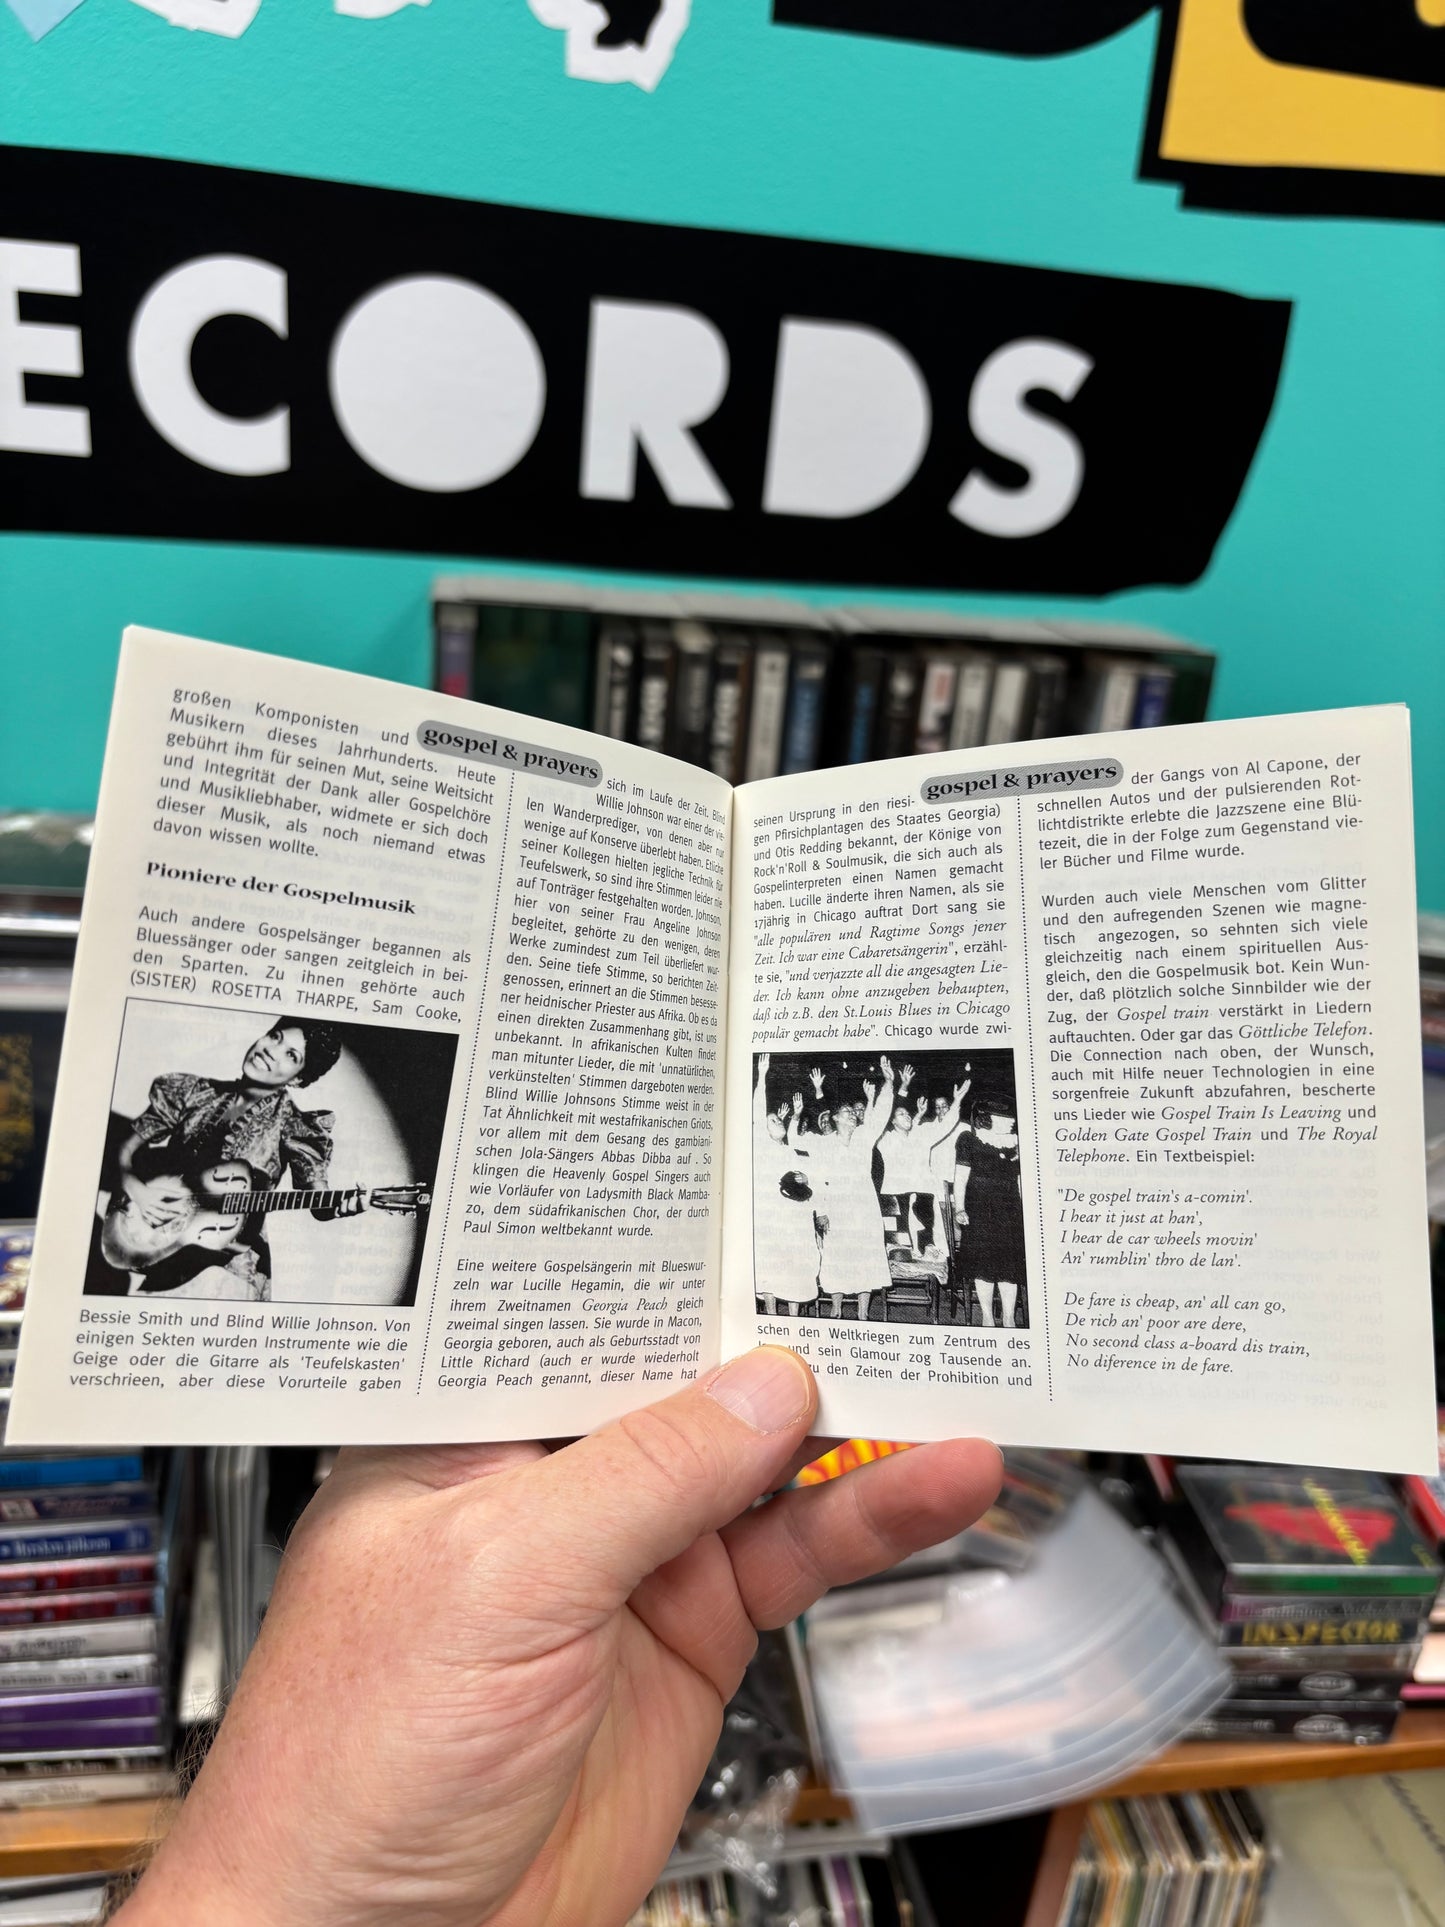 ECORDS
gospel & prayers
großen Komponisten und
Musikern dieses Jahrhunderts. Heute
gebührt ihm für seinen Mut, seine Weitsicht
und Integrität der Dank aller Gospelchöre
und Musikliebhaber, widmete er sich doch
dieser Musik, als noch niemand etwas
davon wissen wollte.
Pioniere der Gospelmusik
Auch andere Gospelsänger begannen als
Bluessänger oder sangen zeitgleich in bei-
den Sparten. Zu ihnen gehörte auch
(SISTER) ROSETTA THARPE, Sam Cooke,
Bessie Smith und Blind Willie Johnson. Von
einigen Sekten wurden Instrumente wie die
Geige oder die Gitarre als 'Teufelskasten'
verschrieen, aber diese Vorurteile gaben
sich im Laufe der Zeit. Blind
Willie Johnson war einer der vie-
len Wanderprediger, von denen aber nur
wenige auf Konserve überlebt haben. Etliche
seiner Kollegen hielten jegliche Technik für
Teufelswerk, so sind ihre Stimmen leider nie
auf Tonträger festgehalten worden. Johnson,
hier von seiner Frau Angeline Johnson
begleitet, gehörte zu den wenigen, deren
Werke zumindest zum Teil überliefert wur-
den. Seine tiefe Stimme, so berichten Zeit-
genossen, erinnert an die Stimmen besesse-
ner heidnischer Priester aus Afrika. Ob es da
einen direkten Zusammenhang gibt, ist uns
unbekannt. In afrikanischen Kulten findet
man mitunter Lieder, die mit 'unnatürlichen,
verkünstelten' Stimmen dargeboten werden.
Blind Willie Johnsons Stimme weist in der
Tat Ähnlichkeit mit westafrikanischen Griots,
vor allem mit dem Gesang des gambiani-
schen Jola-Sängers Abbas Dibba auf . So
klingen die Heavenly Gospel Singers auch
wie Vorläufer von Ladysmith Black Mamba-
zo, dem südafrikanischen Chor, der durch
Paul Simon weltbekannt wurde.
Eine weitere Gospelsängerin mit Blueswur-
zeln war Lucille Hegamin, die wir unter
ihrem Zweitnamen Georgia Peach gleich
zweimal singen lassen. Sie wurde in Macon,
Georgia geboren, auch als Geburtsstadt von
Little Richard (auch er wurde wiederholt
Georgia Peach genannt, dieser Name hat
gospel & prayers
seinen Ursprung in den riesi-
gen Pfirsichplantagen des Staates Georgia)
und Otis Redding bekannt, der Könige von
Rock'n'Roll & Soulmusik, die sich auch als
Gospelinterpreten einen Namen gemacht
haben. Lucille änderte ihren Namen, als sie
17jährig in Chicago auftrat Dort sang sie
"alle populären und Ragtime Songs jener
Zeit. Ich war eine Cabaretsängerin", erzähl-
te sie, "und verjazzte all die angesagten Lie-
der. Ich kann ohne anzugeben behaupten,
daß ich z.B. den St.Louis Blues in Chicago
populär gemacht habe". Chicago wurde zwi-
schen den Weltkriegen zum Zentrum des
und sein Glamour zog Tausende an.
zu den Zeiten der Prohibition und
der Gangs von Al Capone, der
schnellen Autos und der pulsierenden Rot-
lichtdistrikte erlebte die Jazzszene eine Blü-
tezeit, die in der Folge zum Gegenstand vie-
ler Bücher und Filme wurde.
Wurden auch viele Menschen vom Glitter
und den aufregenden Szenen wie magne-
tisch angezogen, so sehnten sich viele
gleichzeitig nach einem spirituellen Aus-
gleich, den die Gospelmusik bot. Kein Wun-
der, daß plötzlich solche Sinnbilder wie der
Zug, der Gospel train verstärkt in Liedern
auftauchten. Oder gar das Göttliche Telefon.
Die Connection nach oben, der Wunsch,
auch mit Hilfe neuer Technologien in eine
sorgenfreie Zukunft abzufahren, bescherte
uns Lieder wie Gospel Train Is Leaving und
Golden Gate Gospel Train und The Royal
Telephone. Ein Textbeispiel:
"De gospel train's a-comin'.
I hear it just at han',
I hear de car wheels movin'
An' rumblin' thro de lan'.
De fare is cheap, an' all can go,
De rich an' poor are dere,
No second class a-board dis train,
No diference in de fare.
INSPECTOR